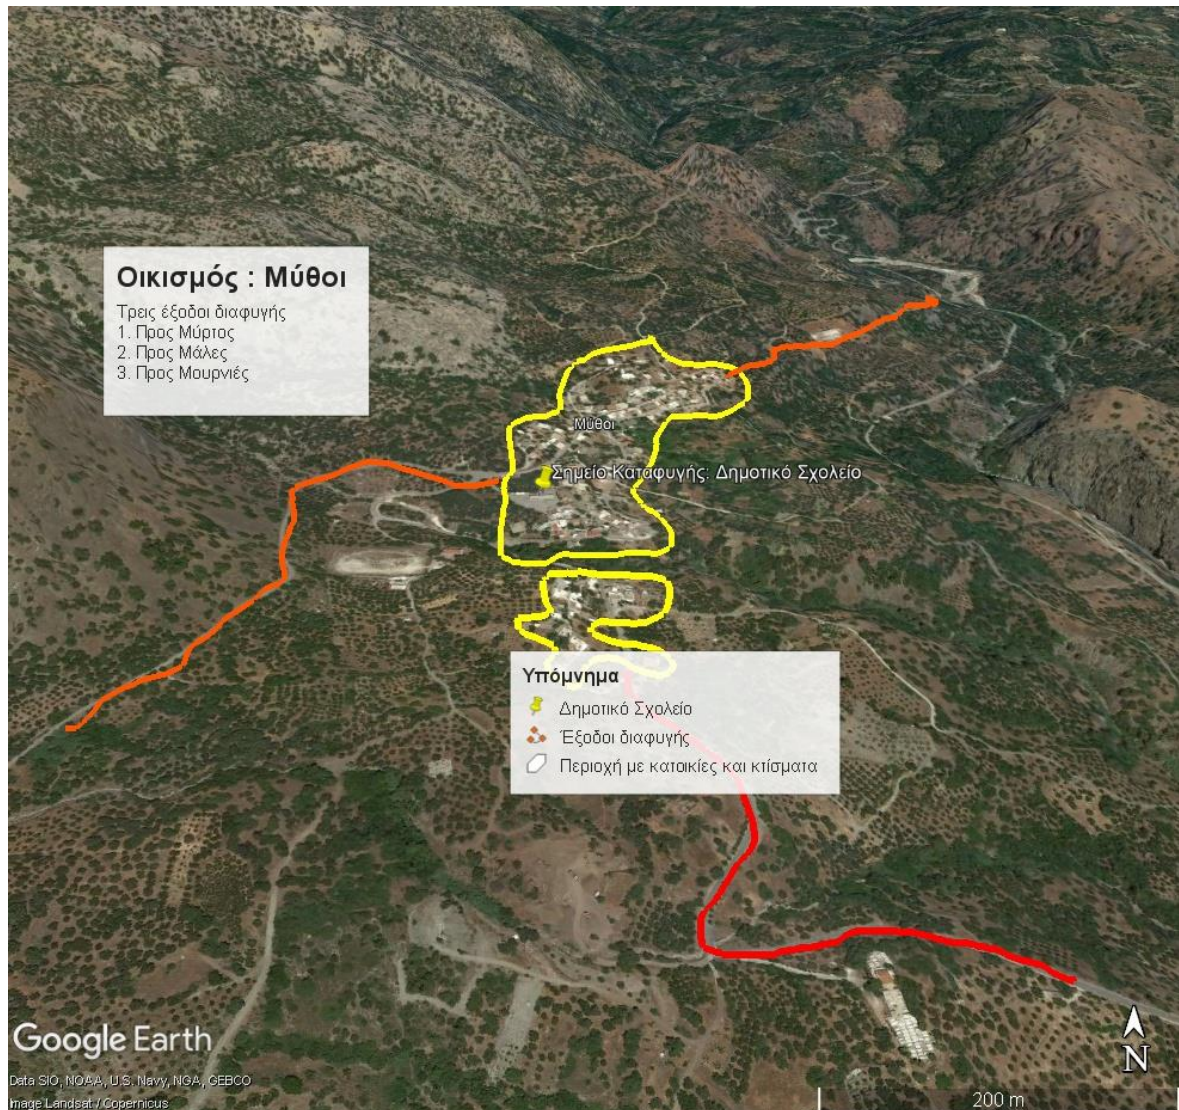 Οικισμός : Μύθοι
Τρεις έξοδοι διαφυγής
1. Προς Μύρτος
2. Προς Μάλες
3. Προς Μουρνιές
Μύθοι
Σημείο Καταφυγής: Δημοτικό Σχολείο
Υπόμνημα
Δημοτικό Σχολείο
Έξοδοι διαφυγής
Περιοχή με κατοικίες και κτίσματα
Google Earth
N
Data SIO, NOAA, U.S. Navy, NGA, GEBCO
Image Landsat / Copernicus
200 m